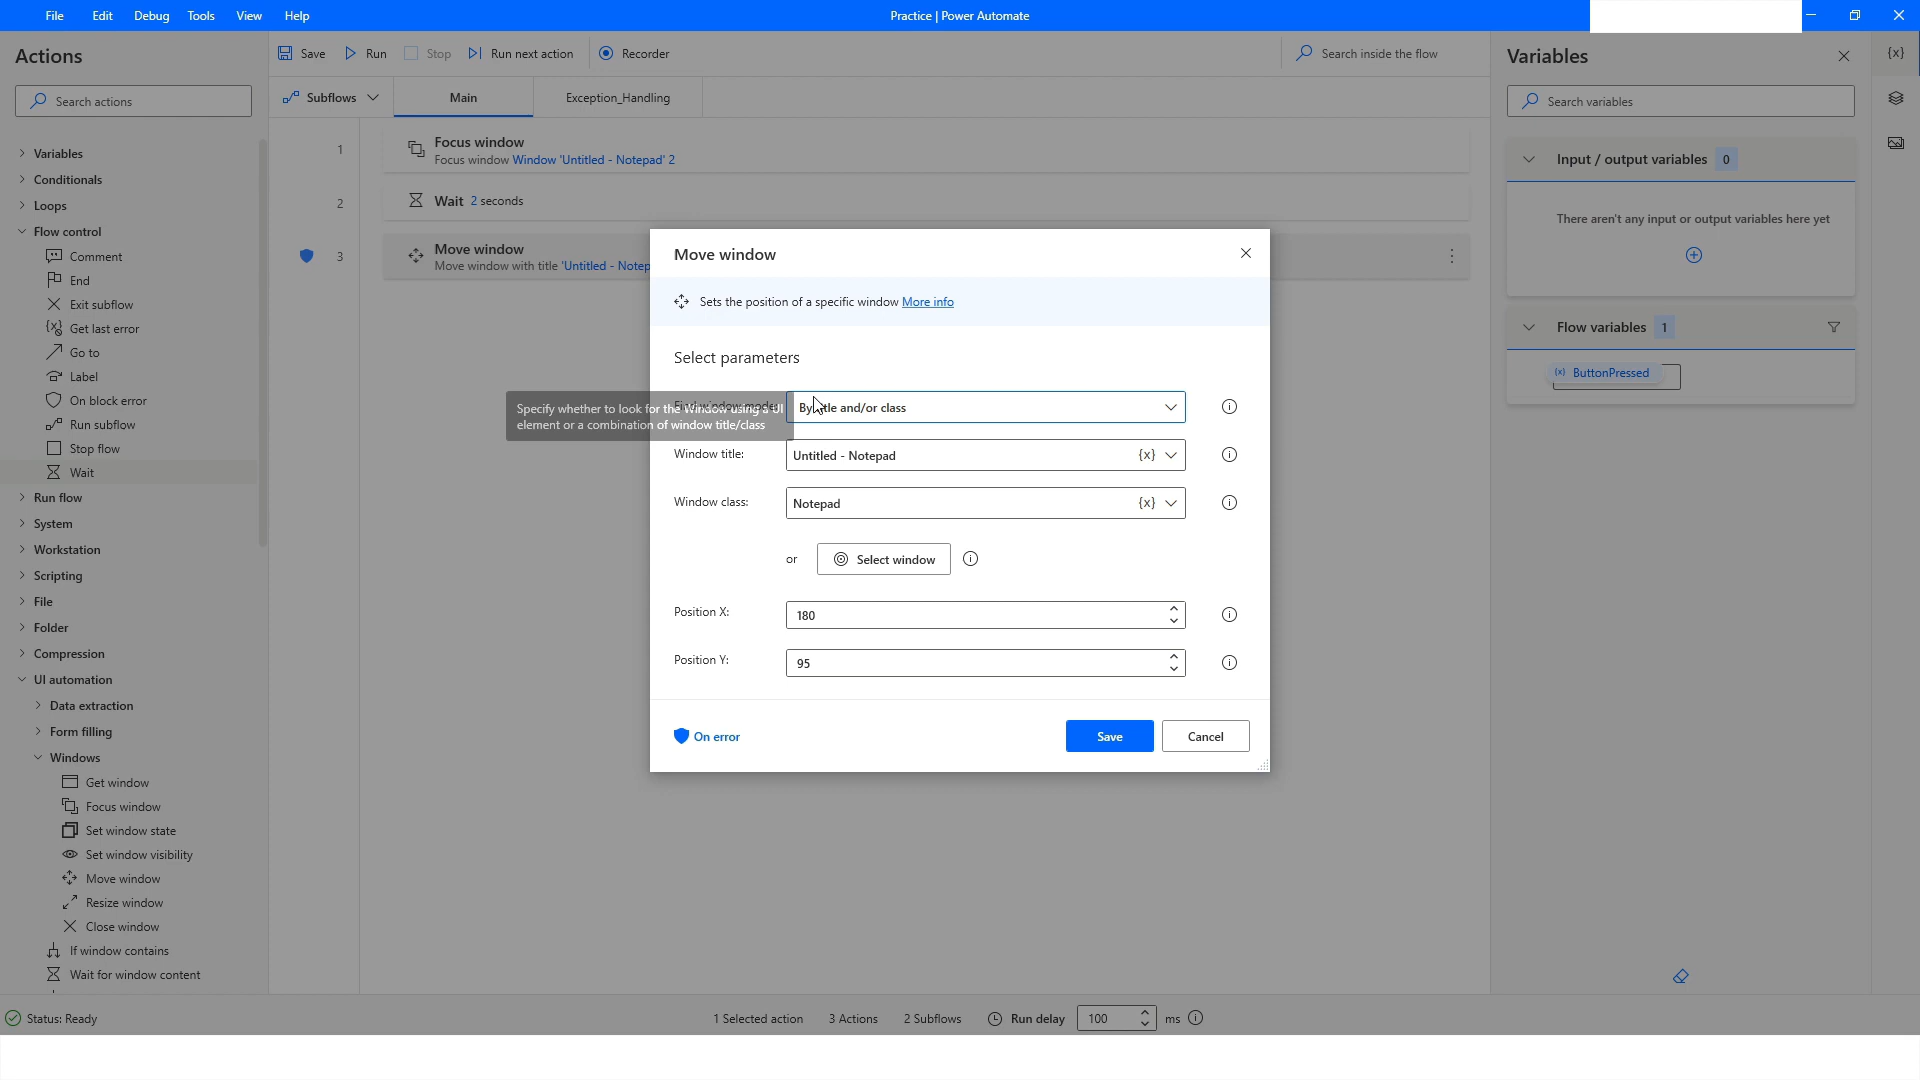 File Edit Debug Tools View Help
Practice | Power Automate
Actions
Search actions
Variables
Conditionals
Loops
Flow control
Comment
End
Exit subflow
Get last error
Go to
Label
On block error
Run subflow
Stop flow
Wait
Run flow
System
Workstation
Scripting
File
Folder
Compression
UI automation
Data extraction
Form filling
Windows
Get window
Focus window
Set window state
Set window visibility
Move window
Resize window
Close window
If window contains
Wait for window content
Save Run Stop Run next action Recorder
Search inside the flow
Subflows Main Exception_Handling
1
Focus window
Focus window Window 'Untitled - Notepad' 2
2
Wait 2 seconds
3
Move window
Move window with title 'Untitled - Notep
Move window
Sets the position of a specific window More info
Select parameters
Specify whether to look for the Window using a UI
element or a combination of window title/class
Find window mode:
By title and/or class
Window title: Untitled - Notepad {x}
Window class: Notepad {x}
or Select window
Position X: 180
Position Y: 95
On error
Save Cancel
Variables
{x}
Search variables
Input / output variables 0
There aren't any input or output variables here yet
Flow variables 1
(x) ButtonPressed
Status: Ready
1 Selected action 3 Actions 2 Subflows Run delay 100 ms